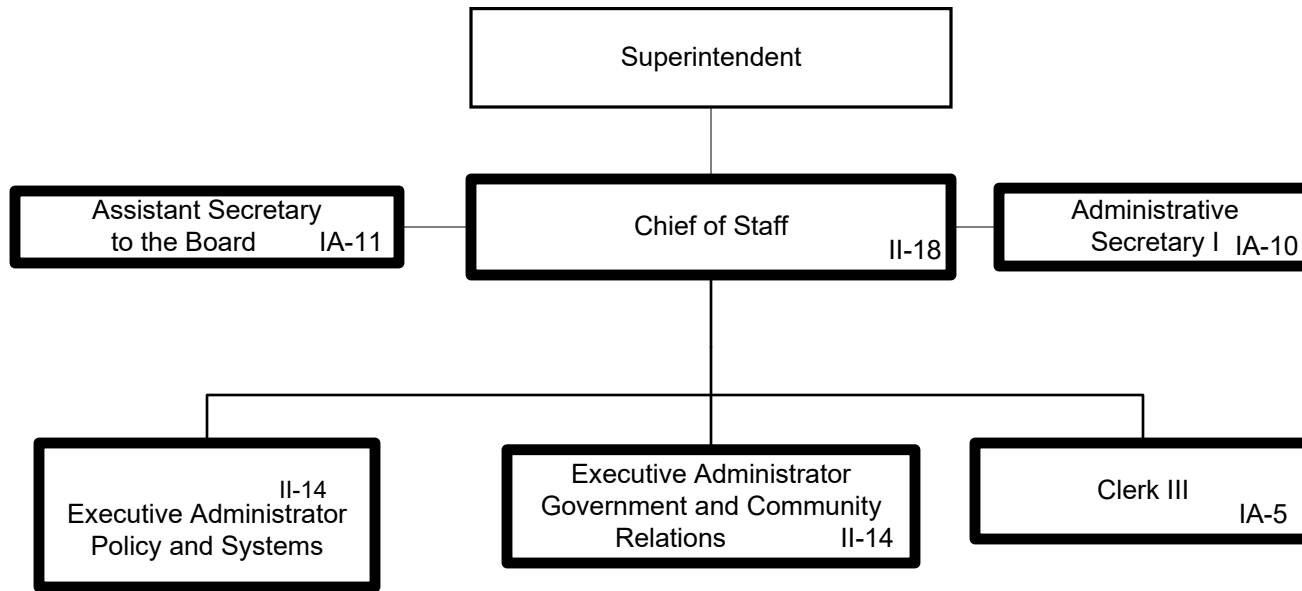 Superintendent
Assistant Secretary
to the Board IA-11
Chief of Staff
II-18
Administrative
Secretary I IA-10
II-14
Executive Administrator
Policy and Systems
Executive Administrator
Government and Community
Relations II-14
Clerk III
IA-5